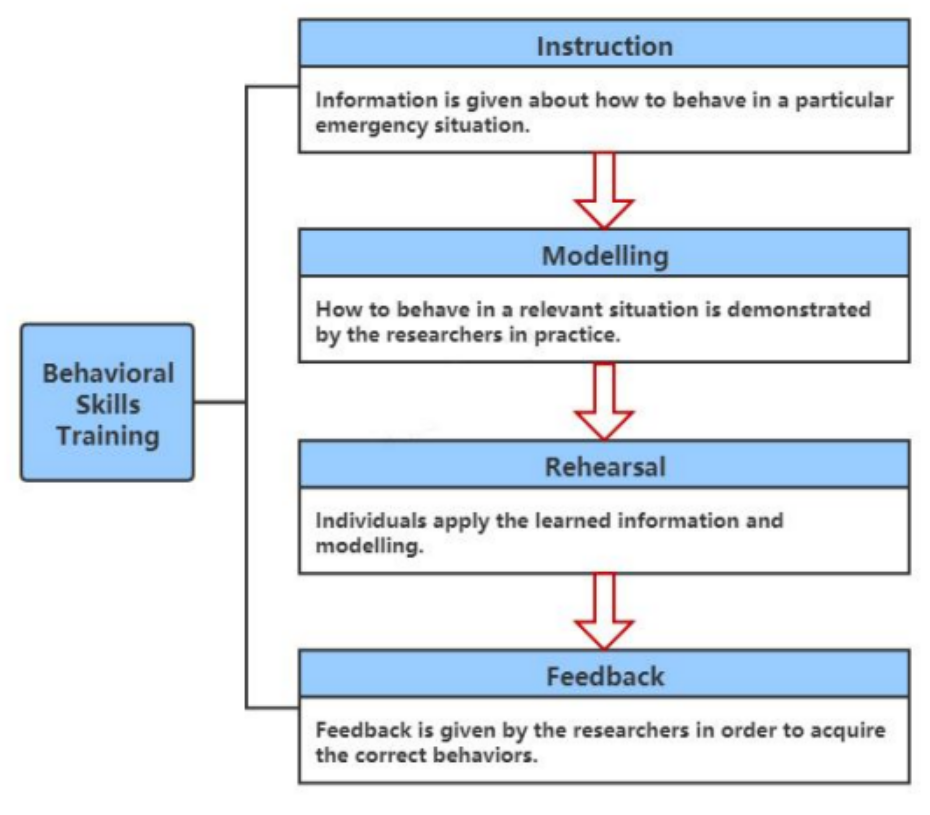 Instruction
Information is given about how to behave in a particular
emergency situation.
Modelling
How to behave in a relevant situation is demonstrated
by the researchers in practice.
Behavioral
Skills
Training
Rehearsal
Individuals apply the learned information and
modelling.
Feedback
Feedback is given by the researchers in order to acquire
the correct behaviors.